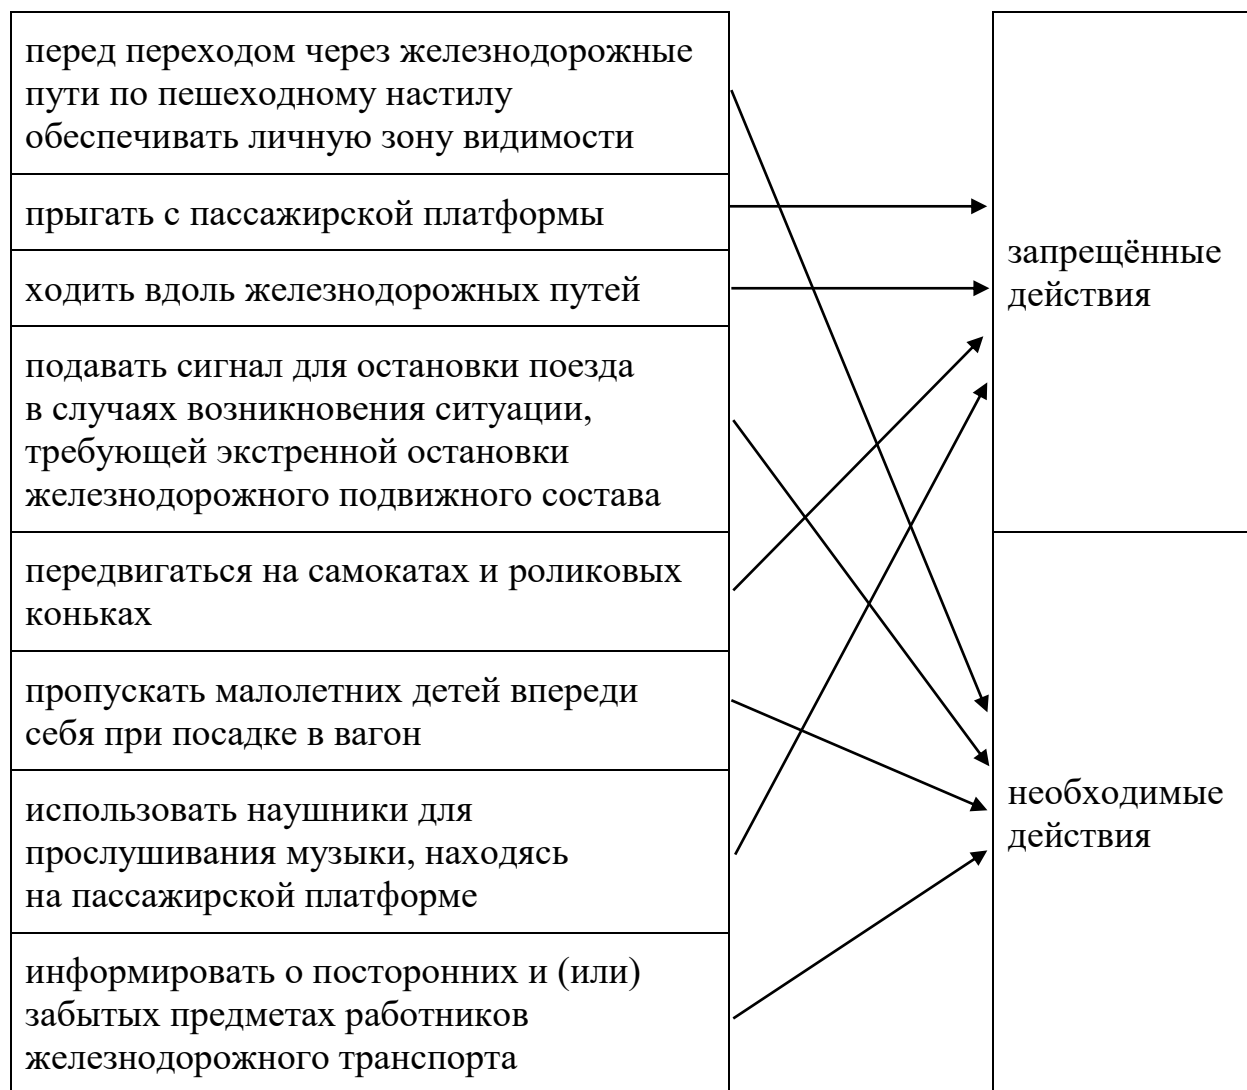 перед переходом через железнодорожные
пути по пешеходному настилу
обеспечивать личную зону видимости
прыгать с пассажирской платформы
ходить вдоль железнодорожных путей
подавать сигнал для остановки поезда
в случаях возникновения ситуации,
требующей экстренной остановки
железнодорожного подвижного состава
передвигаться на самокатах и роликовых
коньках
пропускать малолетних детей впереди
себя при посадке в вагон
использовать наушники для
прослушивания музыки, находясь
на пассажирской платформе
информировать о посторонних и (или)
забытых предметах работников
железнодорожного транспорта
запрещённые
действия
необходимые
действия